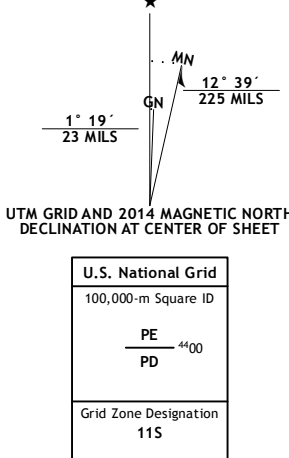 ★
MN
GN
12° 39´
225 MILS
1° 19´
23 MILS
UTM GRID AND 2014 MAGNETIC NORTH
DECLINATION AT CENTER OF SHEET
U.S. National Grid
100,000-m Square ID
PE
⁴⁴00
PD
Grid Zone Designation
11S